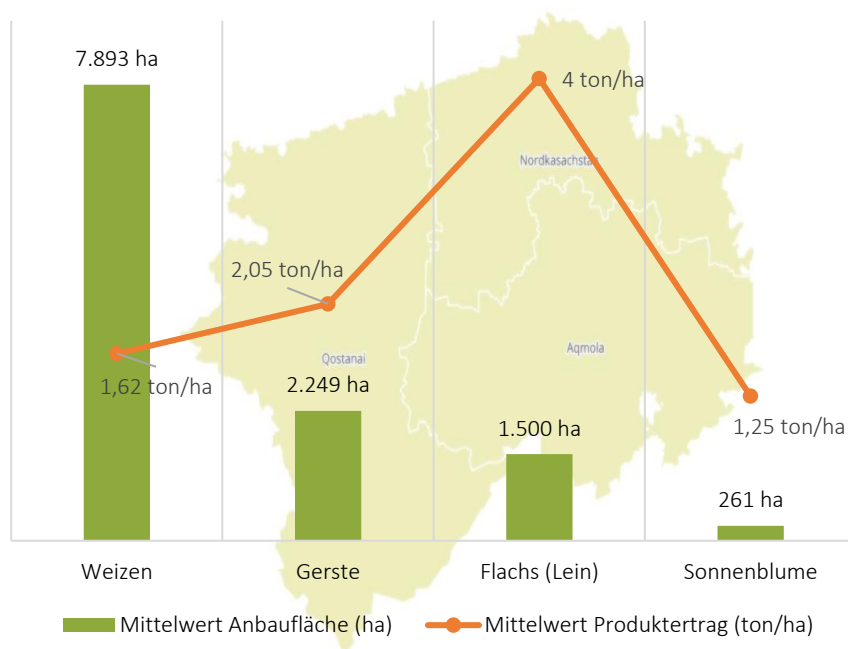 7.893 ha
4 ton/ha
Nordkasachstan
2,05 ton/ha
Qostanai
Aqmola
1,62 ton/ha
2.249 ha
1.500 ha
1,25 ton/ha
261 ha
Weizen
Gerste
Flachs (Lein)
Sonnenblume
Mittelwert Anbaufläche (ha)
Mittelwert Produktertrag (ton/ha)